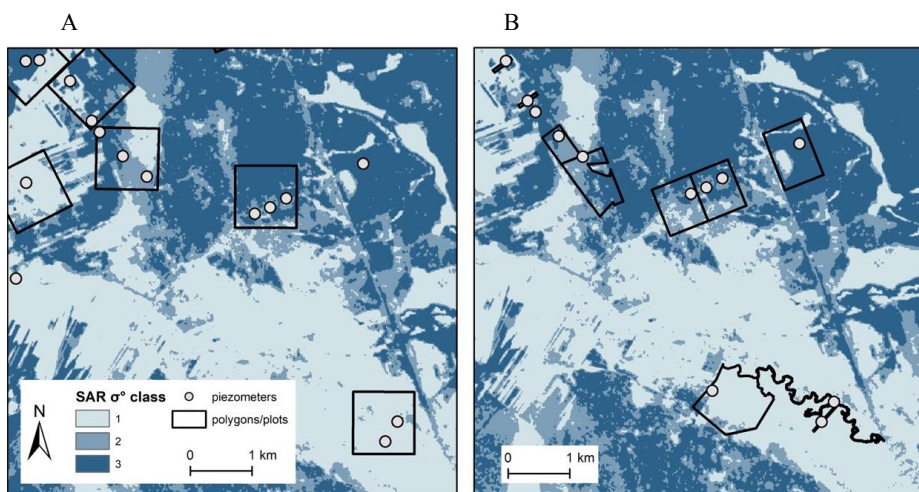 A
B
N
SAR σ° class
1
2
3
piezometers
polygons/plots
0 1 km
0 1 km